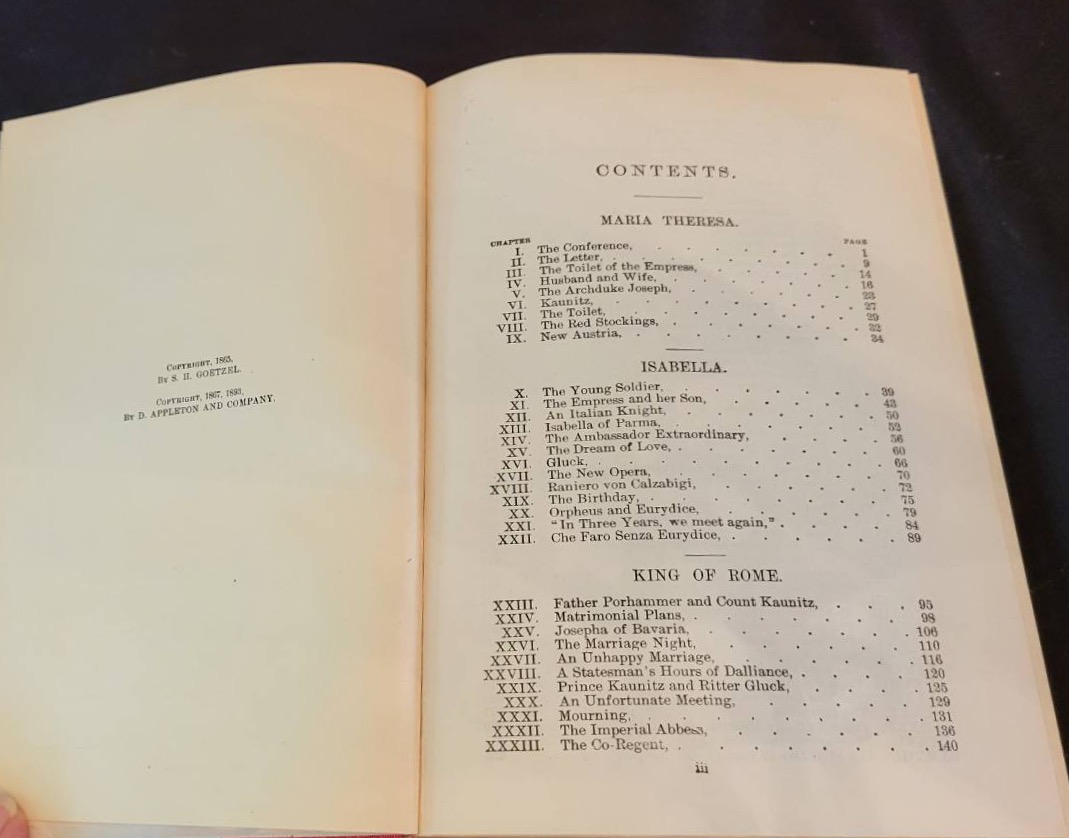 COPYRIGHT, 1865,
BY S. H. GOETZEL.
COPYRIGHT, 1867, 1893,
BY D. APPLETON AND COMPANY.
CONTENTS.
MARIA THERESA.
CHAPTER PAGE
I. The Conference, . . . . . . . 1
II. The Letter, . . . . . . . . 9
III. The Toilet of the Empress, . . . . . 14
IV. Husband and Wife, . . . . . . 16
V. The Archduke Joseph, . . . . . . 23
VI. Kaunitz, . . . . . . . . 27
VII. The Toilet, . . . . . . . . 29
VIII. The Red Stockings, . . . . . . . 32
IX. New Austria, . . . . . . . . 34
ISABELLA.
X. The Young Soldier, . . . . . . . 39
XI. The Empress and her Son, . . . . . 43
XII. An Italian Knight, . . . . . . . 50
XIII. Isabella of Parma, . . . . . . . 52
XIV. The Ambassador Extraordinary, . . . . 56
XV. The Dream of Love, . . . . . . . 60
XVI. Gluck, . . . . . . . . . 66
XVII. The New Opera, . . . . . . . 70
XVIII. Raniero von Calzabigi, . . . . . . 72
XIX. The Birthday, . . . . . . . . 75
XX. Orpheus and Eurydice, . . . . . . 79
XXI. "In Three Years, we meet again," . . . . 84
XXII. Che Faro Senza Eurydice, . . . . . . 89
KING OF ROME.
XXIII. Father Porhammer and Count Kaunitz, . . . 95
XXIV. Matrimonial Plans, . . . . . . . 98
XXV. Josepha of Bavaria, . . . . . . . 106
XXVI. The Marriage Night, . . . . . . 110
XXVII. An Unhappy Marriage, . . . . . . 116
XXVIII. A Statesman's Hours of Dalliance, . . . . 120
XXIX. Prince Kaunitz and Ritter Gluck, . . . . 125
XXX. An Unfortunate Meeting, . . . . . 129
XXXI. Mourning, . . . . . . . . 131
XXXII. The Imperial Abbess, . . . . . . 136
XXXIII. The Co-Regent, . . . . . . . . 140
iii